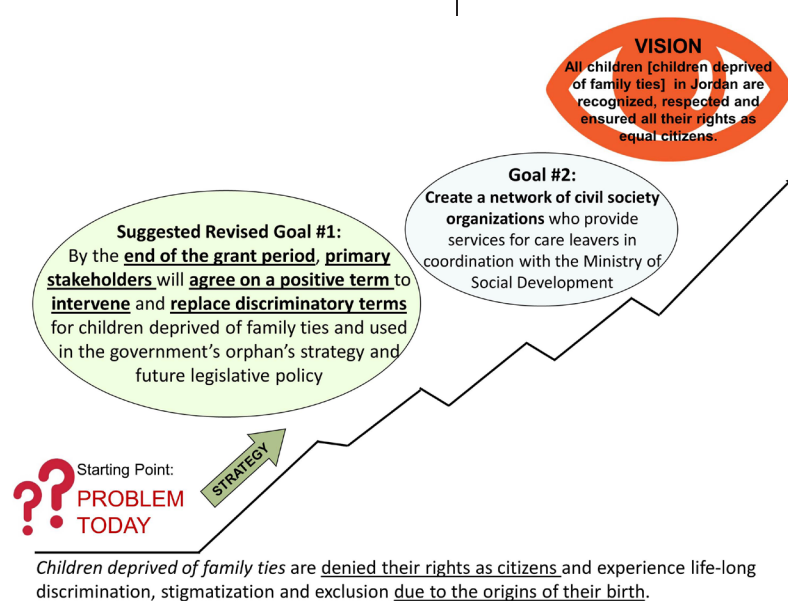 VISION
All children [children deprived
of family ties]  in Jordan are
recognized, respected and
ensured all their rights as
equal citizens.
Goal #2:
Create a network of civil society
organizations who provide
services for care leavers in
coordination with the Ministry of
Social Development
Suggested Revised Goal #1:
By the end of the grant period, primary
stakeholders will agree on a positive term to
intervene and replace discriminatory terms
for children deprived of family ties and used
in the government’s orphan’s strategy and
future legislative policy
STRATEGY
??
Starting Point:
PROBLEM
TODAY
Children deprived of family ties are denied their rights as citizens and experience life-long
discrimination, stigmatization and exclusion due to the origins of their birth.